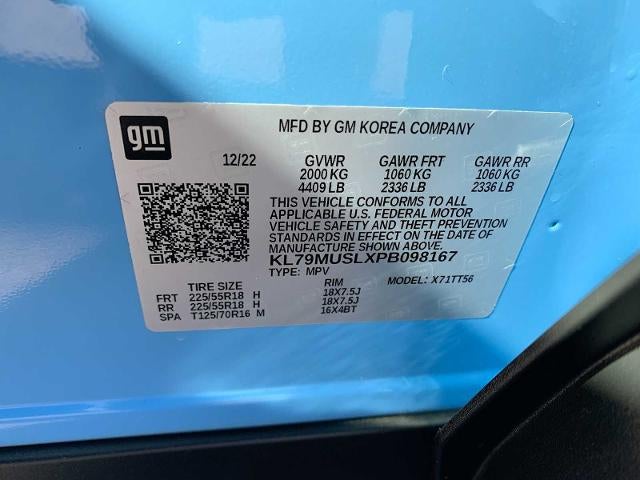 gm
MFD BY GM KOREA COMPANY
12/22 GVWR GAWR FRT GAWR RR
2000 KG 1060 KG 1060 KG
4409 LB 2336 LB 2336 LB
THIS VEHICLE CONFORMS TO ALL
APPLICABLE U.S. FEDERAL MOTOR
VEHICLE SAFETY AND THEFT PREVENTION
STANDARDS IN EFFECT ON THE DATE OF
MANUFACTURE SHOWN ABOVE.
KL79MUSLXPB098167
TYPE: MPV MODEL: X71TT56
TIRE SIZE RIM
FRT 225/55R18 H 18X7.5J
RR 225/55R18 H 18X7.5J
SPA T125/70R16 M 16X4BT